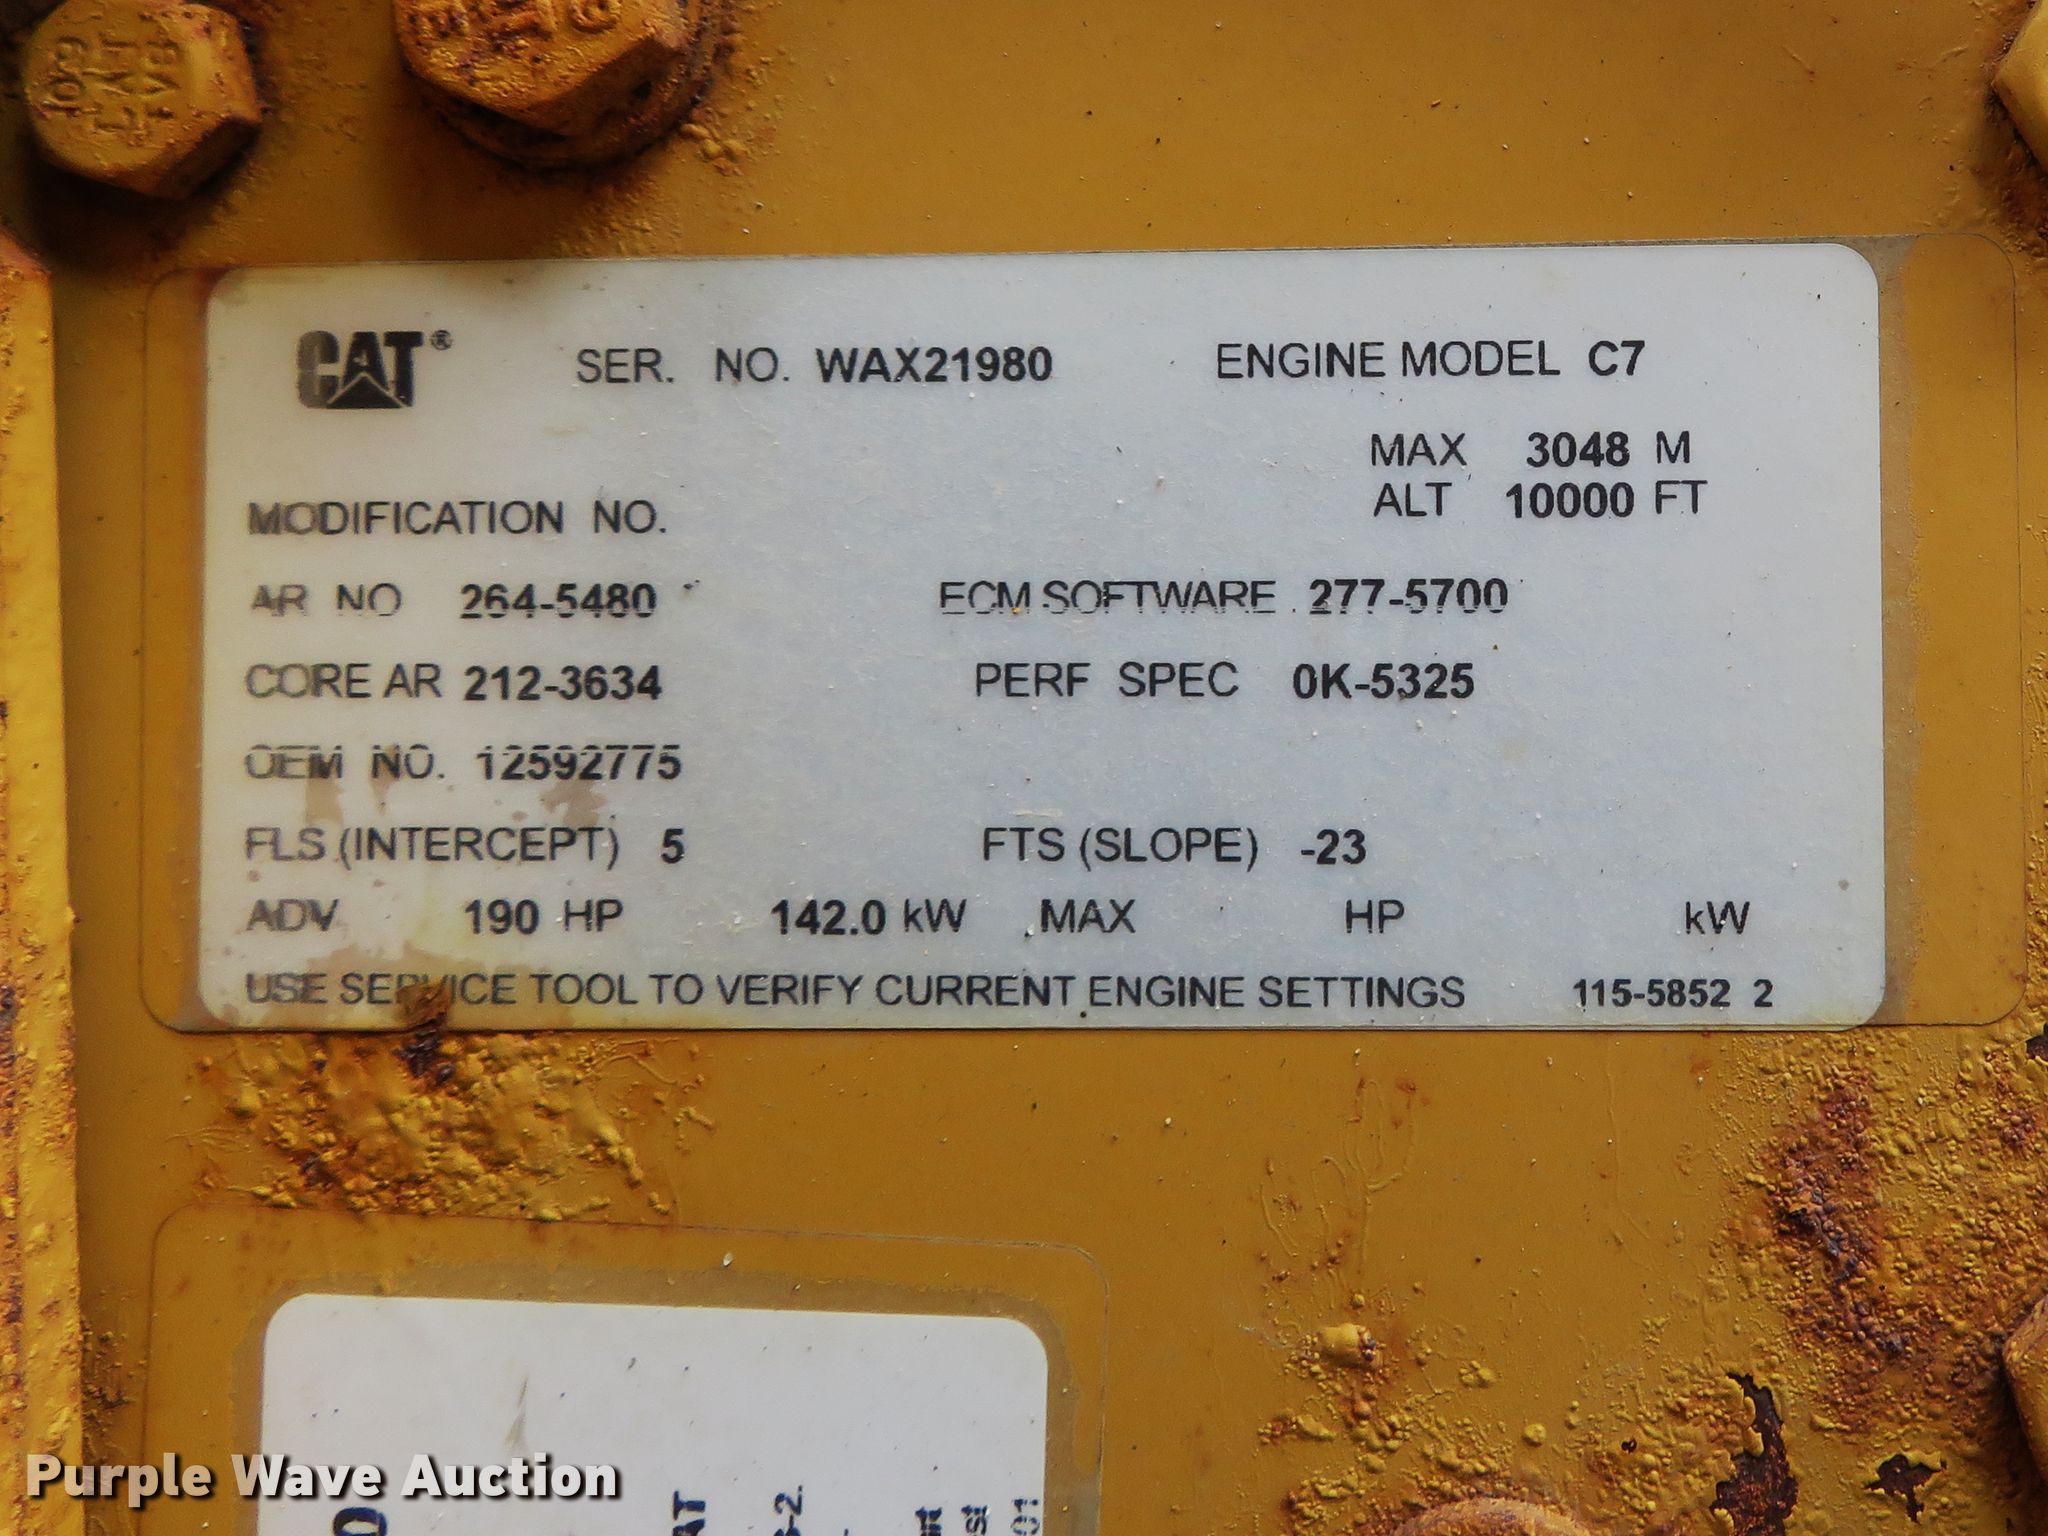 CAT® SER. NO. WAX21980 ENGINE MODEL C7
MAX 3048 M
ALT 10000 FT
MODIFICATION NO.
AR NO 264-5480 ECM SOFTWARE 277-5700
CORE AR 212-3634 PERF SPEC 0K-5325
OEM NO. 12592775
FLS (INTERCEPT) 5 FTS (SLOPE) -23
ADV 190 HP 142.0 kW MAX HP kW
USE SERVICE TOOL TO VERIFY CURRENT ENGINE SETTINGS 115-5852 2
Purple Wave Auction